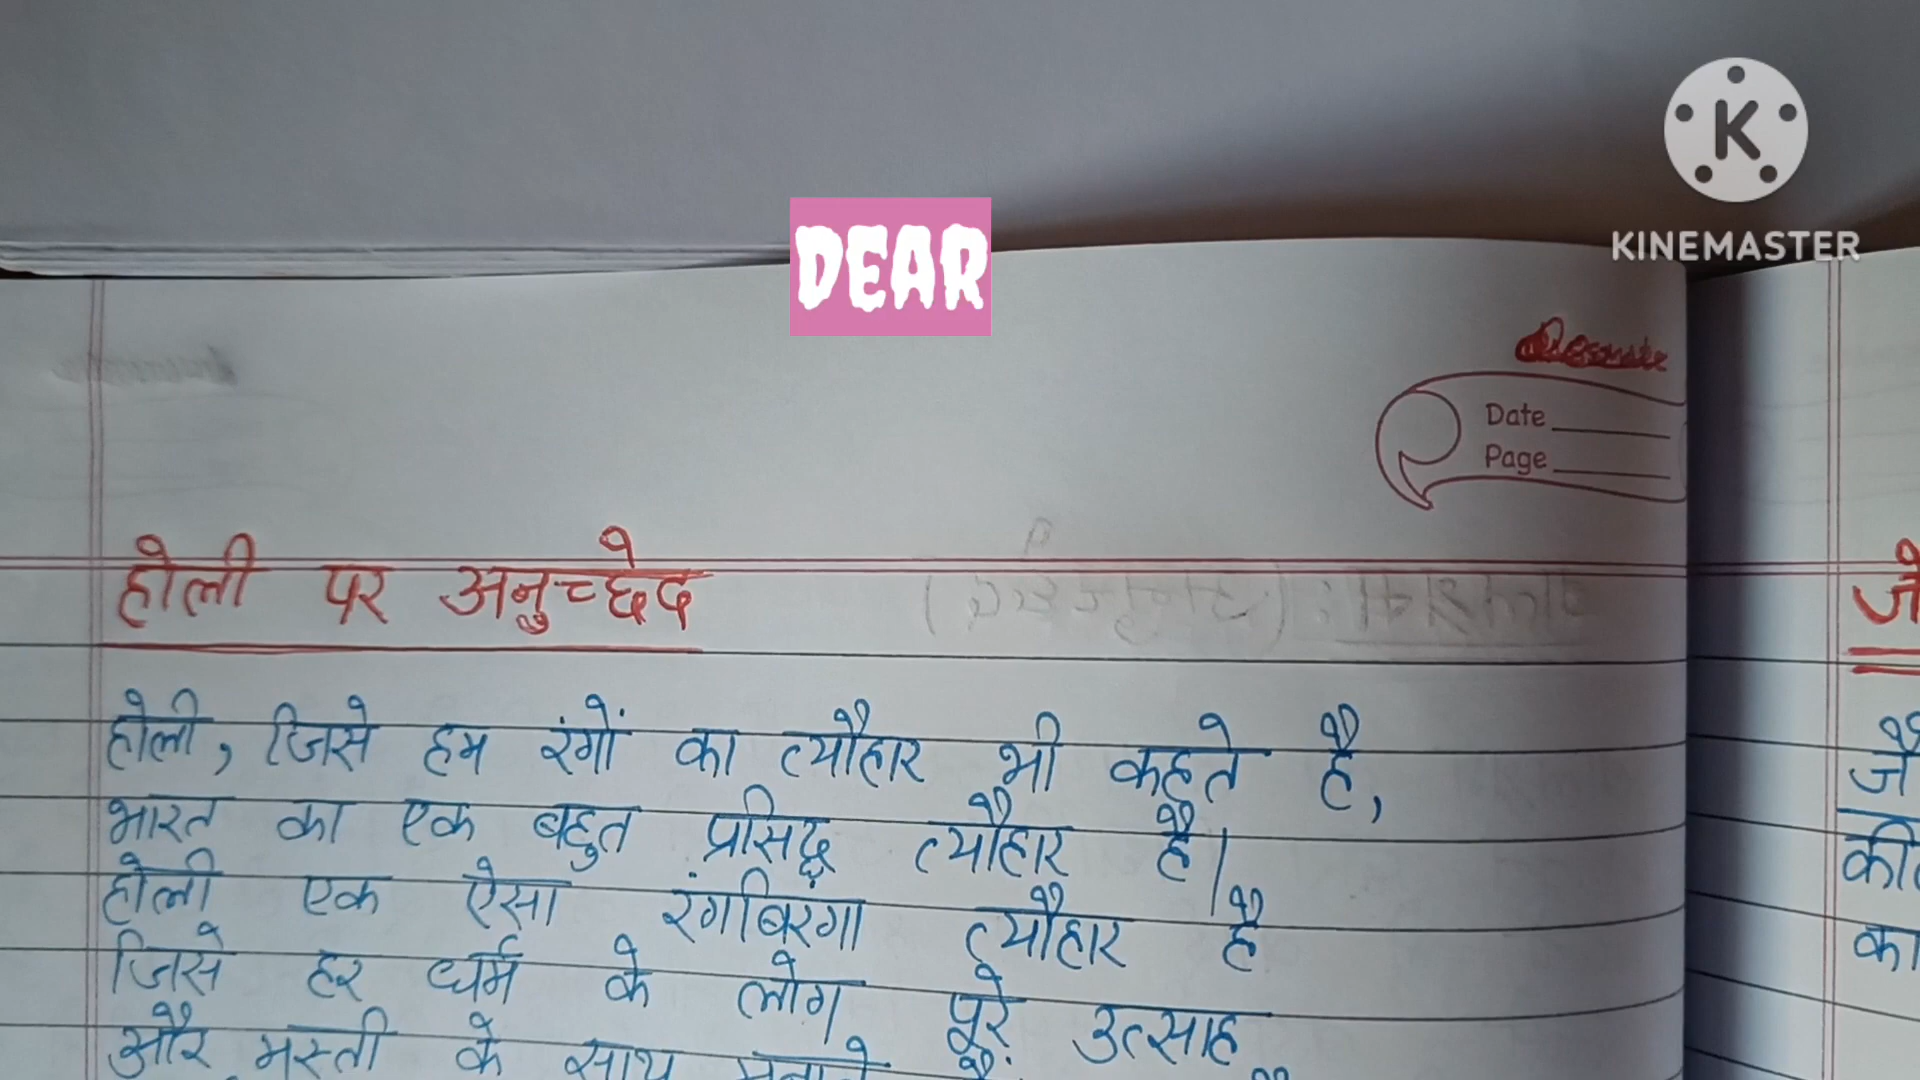 KINEMASTER
DEAR
Date
Page
होली पर अनुच्छेद
होली, जिसे हम रंगों का त्यौहार भी कहते है,
भारत का एक बहुत प्रसिद्ध त्यौहार है।
होली एक ऐसा रंगबिरंगा त्यौहार है
जिसे हर धर्म के लोग पूरे उत्साह
और मस्ती के साथ मनाते